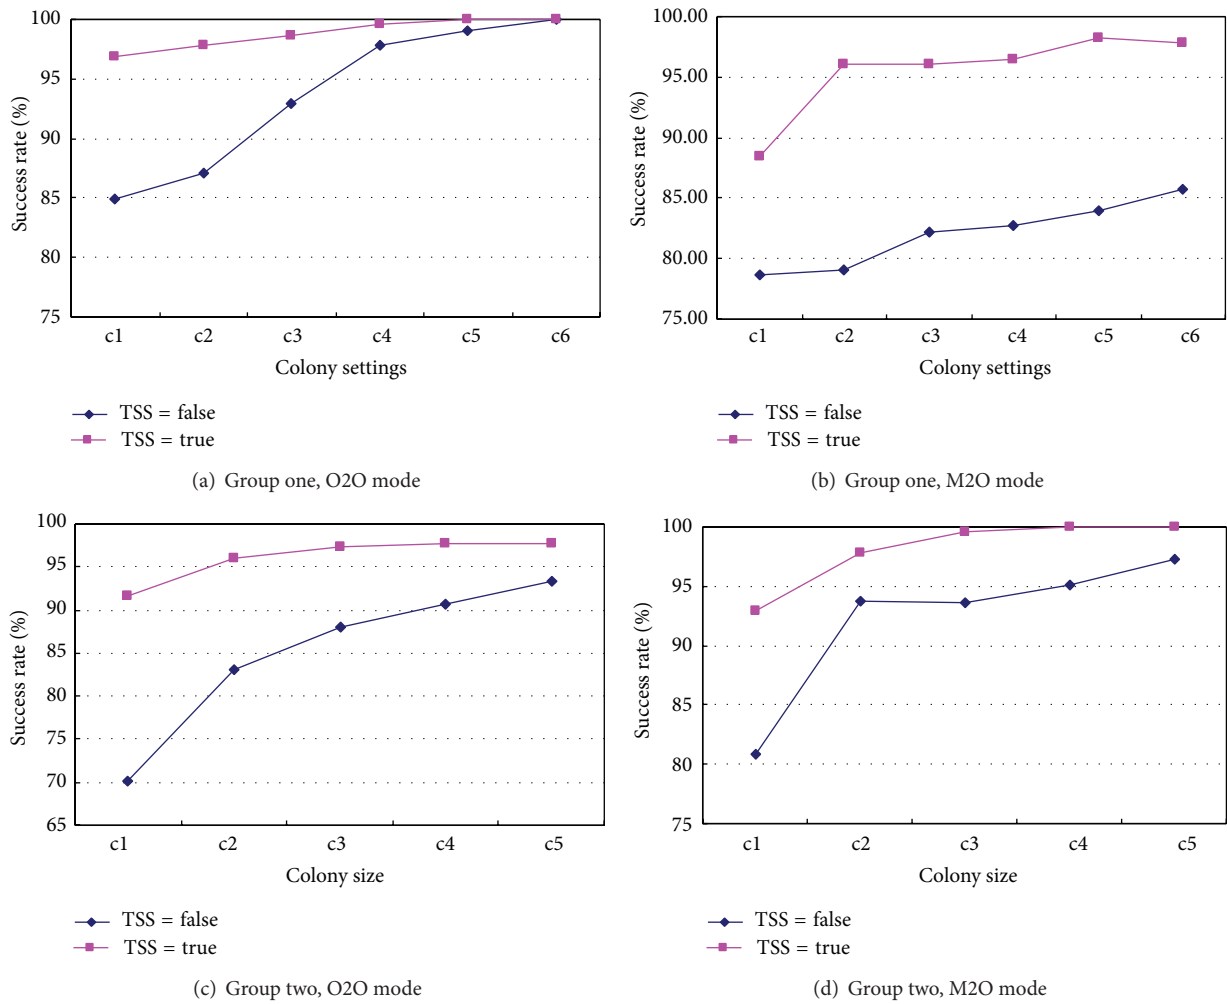 100
95
90
85
80
75
Success rate (%)
c1 c2 c3 c4 c5 c6
Colony settings
TSS = false
TSS = true
(a) Group one, O2O mode
100.00
95.00
90.00
85.00
80.00
75.00
Success rate (%)
c1 c2 c3 c4 c5 c6
Colony settings
TSS = false
TSS = true
(b) Group one, M2O mode
100
95
90
85
80
75
70
65
Success rate (%)
c1 c2 c3 c4 c5
Colony size
TSS = false
TSS = true
(c) Group two, O2O mode
100
95
90
85
80
75
Success rate (%)
c1 c2 c3 c4 c5
Colony size
TSS = false
TSS = true
(d) Group two, M2O mode